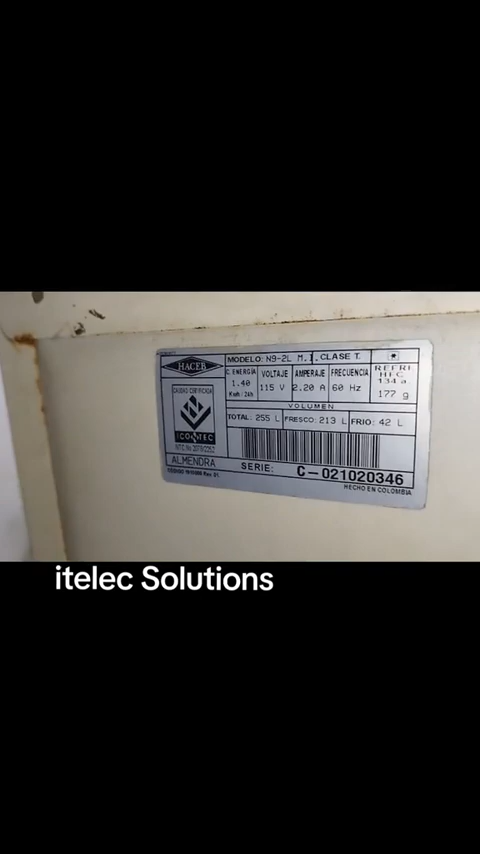 HACEB
MODELO: N9-2L M.I. CLASE T.
C. ENERGIA VOLTAJE AMPERAJE FRECUENCIA REFRI
HFC
134 a
1.40 115 V 2.20 A 60 Hz 177 g
Kwh / 24h
VOLUMEN
CALIDAD CERTIFICADA
TOTAL: 255 L FRESCO: 213 L FRIO: 42 L
ICONTEC
ALMENDRA
SERIE: C-021020346
HECHO EN COLOMBIA
itelec Solutions